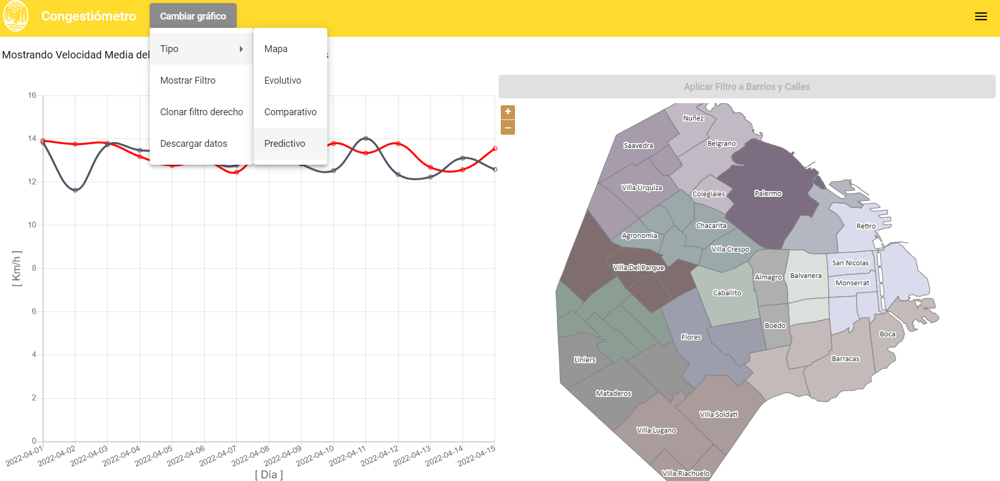 Congestiómetro
Cambiar gráfico
Mostrando Velocidad Media del
s
Tipo
Mostrar Filtro
Clonar filtro derecho
Descargar datos
Mapa
Evolutivo
Comparativo
Predictivo
16
14
12
10
8
6
4
2
0
[ Km/h ]
2022-04-01
2022-04-02
2022-04-03
2022-04-04
2022-04-05
2022-04-06
2022-04-07
2022-04-08
2022-04-09
2022-04-10
2022-04-11
2022-04-12
2022-04-13
2022-04-14
2022-04-15
[ Día ]
Aplicar Filtro a Barrios y Calles
+
−
Nuñez
Belgrano
Saavedra
Villa Urquiza
Colegiales
Palermo
Chacarita
Retiro
Agronomia
Villa Crespo
San Nicolas
Villa Del Parque
Almagro
Balvanera
Monserrat
Caballito
Boedo
Flores
Boca
Liniers
Barracas
Mataderos
Villa Soldati
Villa Lugano
Villa Riachuelo